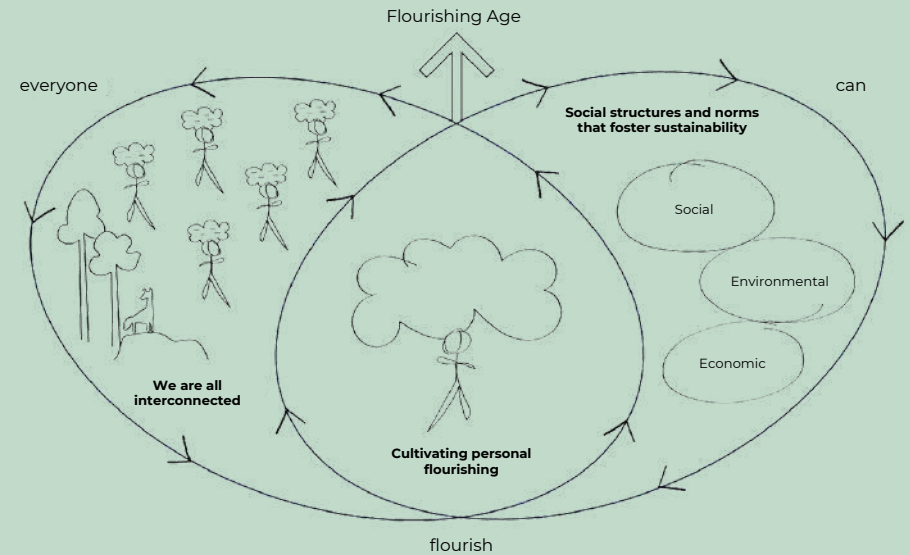 Flourishing Age
everyone
can
Social structures and norms
that foster sustainability
Social
Environmental
Economic
We are all
interconnected
Cultivating personal
flourishing
flourish